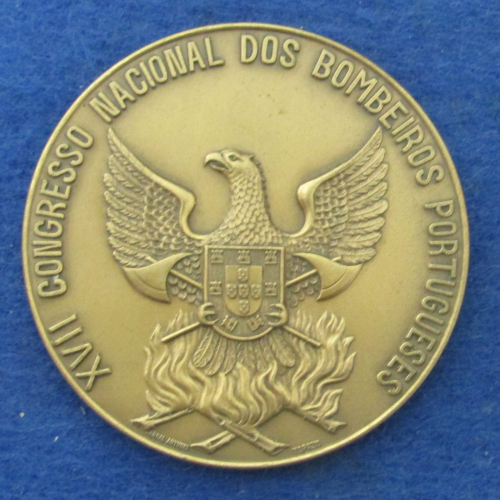 XVII CONGRESSO NACIONAL DOS BOMBEIROS PORTUGUESES